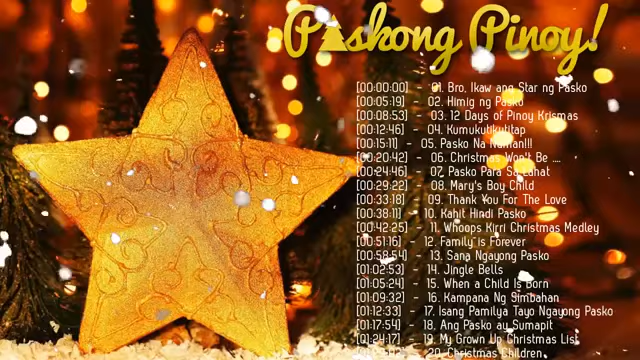 Paskong Pinoy!
[00:00:00] - 01. Bro, Ikaw ang Star ng Pasko
[00:05:19] - 02. Himig ng Pasko
[00:08:53] - 03. 12 Days of Pinoy Krismas
[00:12:46] - 04. Kumukutikutitap
[00:15:11] - 05. Pasko Na Naman!!!
[00:20:42] - 06. Christmas Won't Be ....
[00:24:46] - 07. Pasko Para Sa Lahat
[00:29:22] - 08. Mary's Boy Child
[00:33:18] - 09. Thank You For The Love
[00:38:11] - 10. Kahit Hindi Pasko
[00:42:25] - 11. Whoops Kirri Christmas Medley
[00:51:16] - 12. Family is Forever
[00:58:54] - 13. Sana Ngayong Pasko
[01:02:53] - 14. Jingle Bells
[01:05:24] - 15. When a Child Is Born
[01:09:32] - 16. Kampana Ng Simbahan
[01:12:33] - 17. Isang Pamilya Tayo Ngayong Pasko
[01:17:54] - 18. Ang Pasko ay Sumapit
[01:24:17] - 19. My Grown Up Christmas List
20. Christmas Children